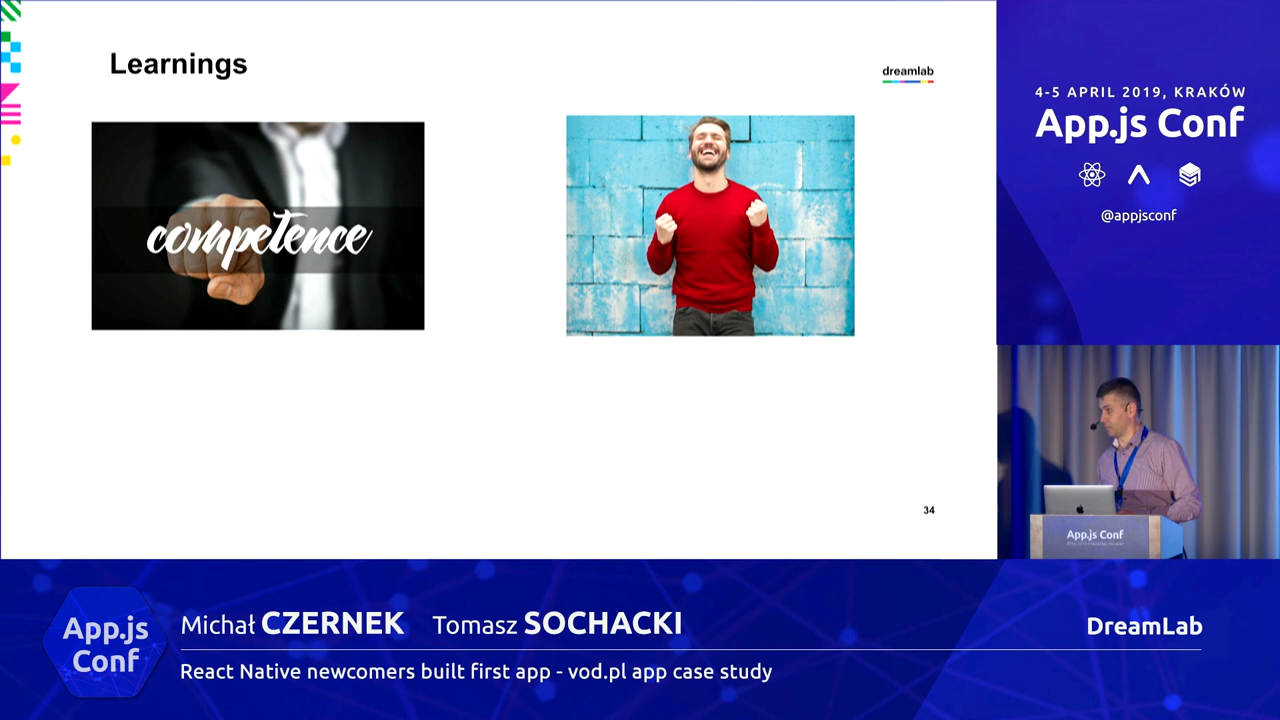 Learnings
dreamlab
competence
34
4-5 APRIL 2019, KRAKÓW
App.js Conf
@appjsconf
App.js Conf
App.js
Conf
Michał CZERNEK Tomasz SOCHACKI
DreamLab
React Native newcomers built first app - vod.pl app case study